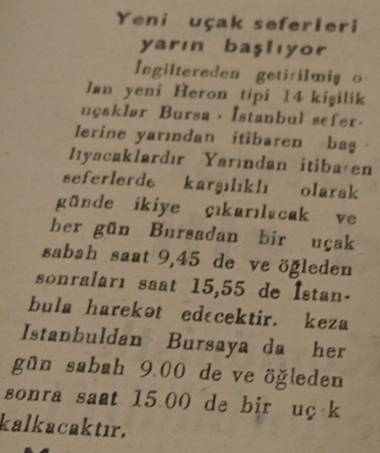 Yeni uçak seferleri
yarın başlıyor
İngiltereden getirilmiş o
lan yeni Heron tipi 14 kişilik
uçaklar Bursa - İstanbul sefer-
lerine yarından itibaren baş-
lıyacaklardır Yarından itibaren
seferlerde karşılıklı olarak
günde ikiye çıkarılacak ve
her gün Bursadan bir uçak
sabah saat 9,45 de ve öğleden
sonraları saat 15,55 de İstan-
bula hareket edecektir. keza
Istanbuldan Bursaya da her
gün sabah 9.00 de ve öğleden
sonra saat 15.00 de bir uç k
kalkacaktır.